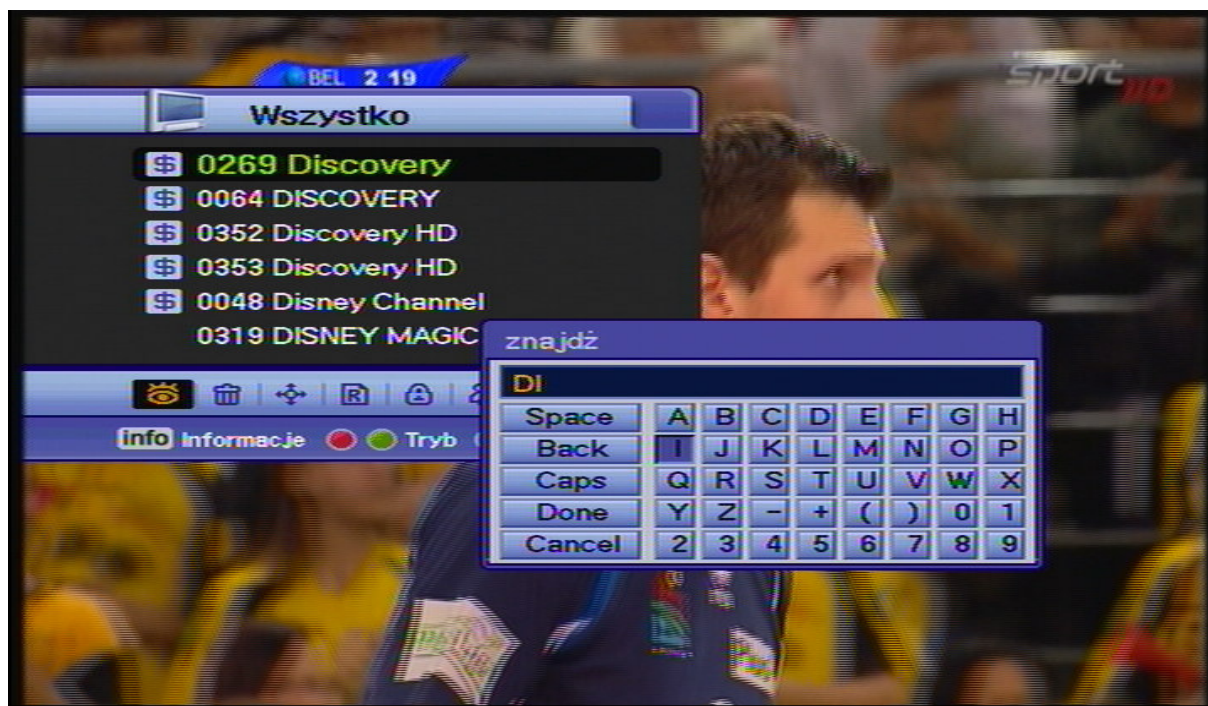 BEL 2 19
sport
HD
Wszystko
$ 0269 Discovery
$ 0064 DISCOVERY
$ 0352 Discovery HD
$ 0353 Discovery HD
$ 0048 Disney Channel
0319 DISNEY MAGIC
R
info Informacje Tryb
znajdż
DI
Space A B C D E F G H
Back I J K L M N O P
Caps Q R S T U V W X
Done Y Z - + ( ) 0 1
Cancel 2 3 4 5 6 7 8 9